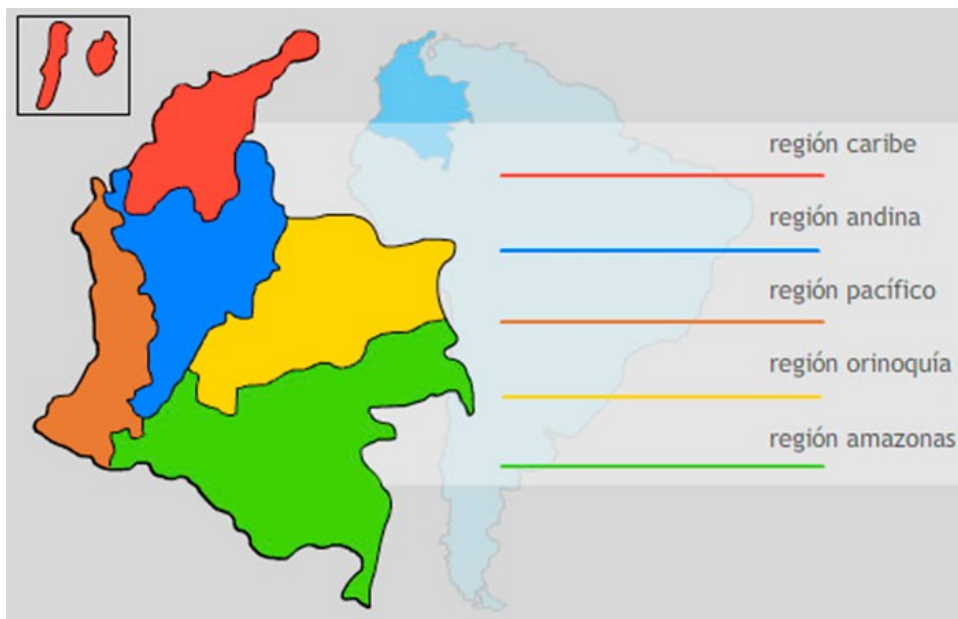 región caribe
región andina
región pacífico
región orinoquía
región amazonas